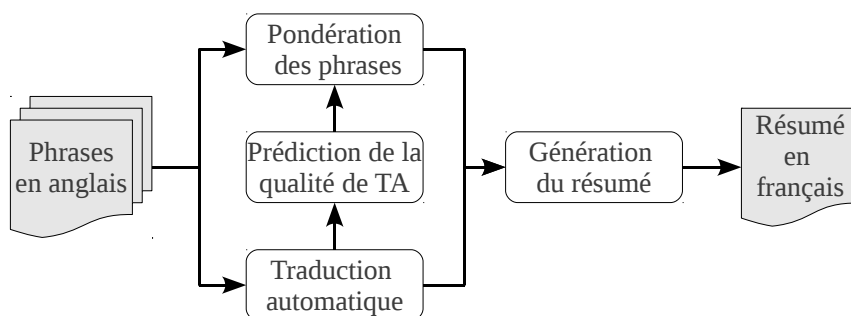 Pondération
des phrases
Phrases
en anglais
Prédiction de la
qualité de TA
Génération
du résumé
Résumé
en
français
Traduction
automatique